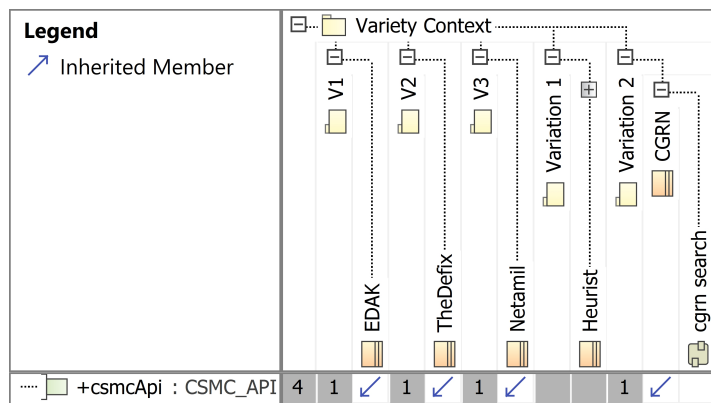 Legend
Inherited Member
Variety Context
V1
EDAK
V2
TheDefix
V3
Netamil
Variation 1
Heurist
Variation 2
CGRN
cgrn search
+csmcApi : CSMC_API 4 1 1 1 1